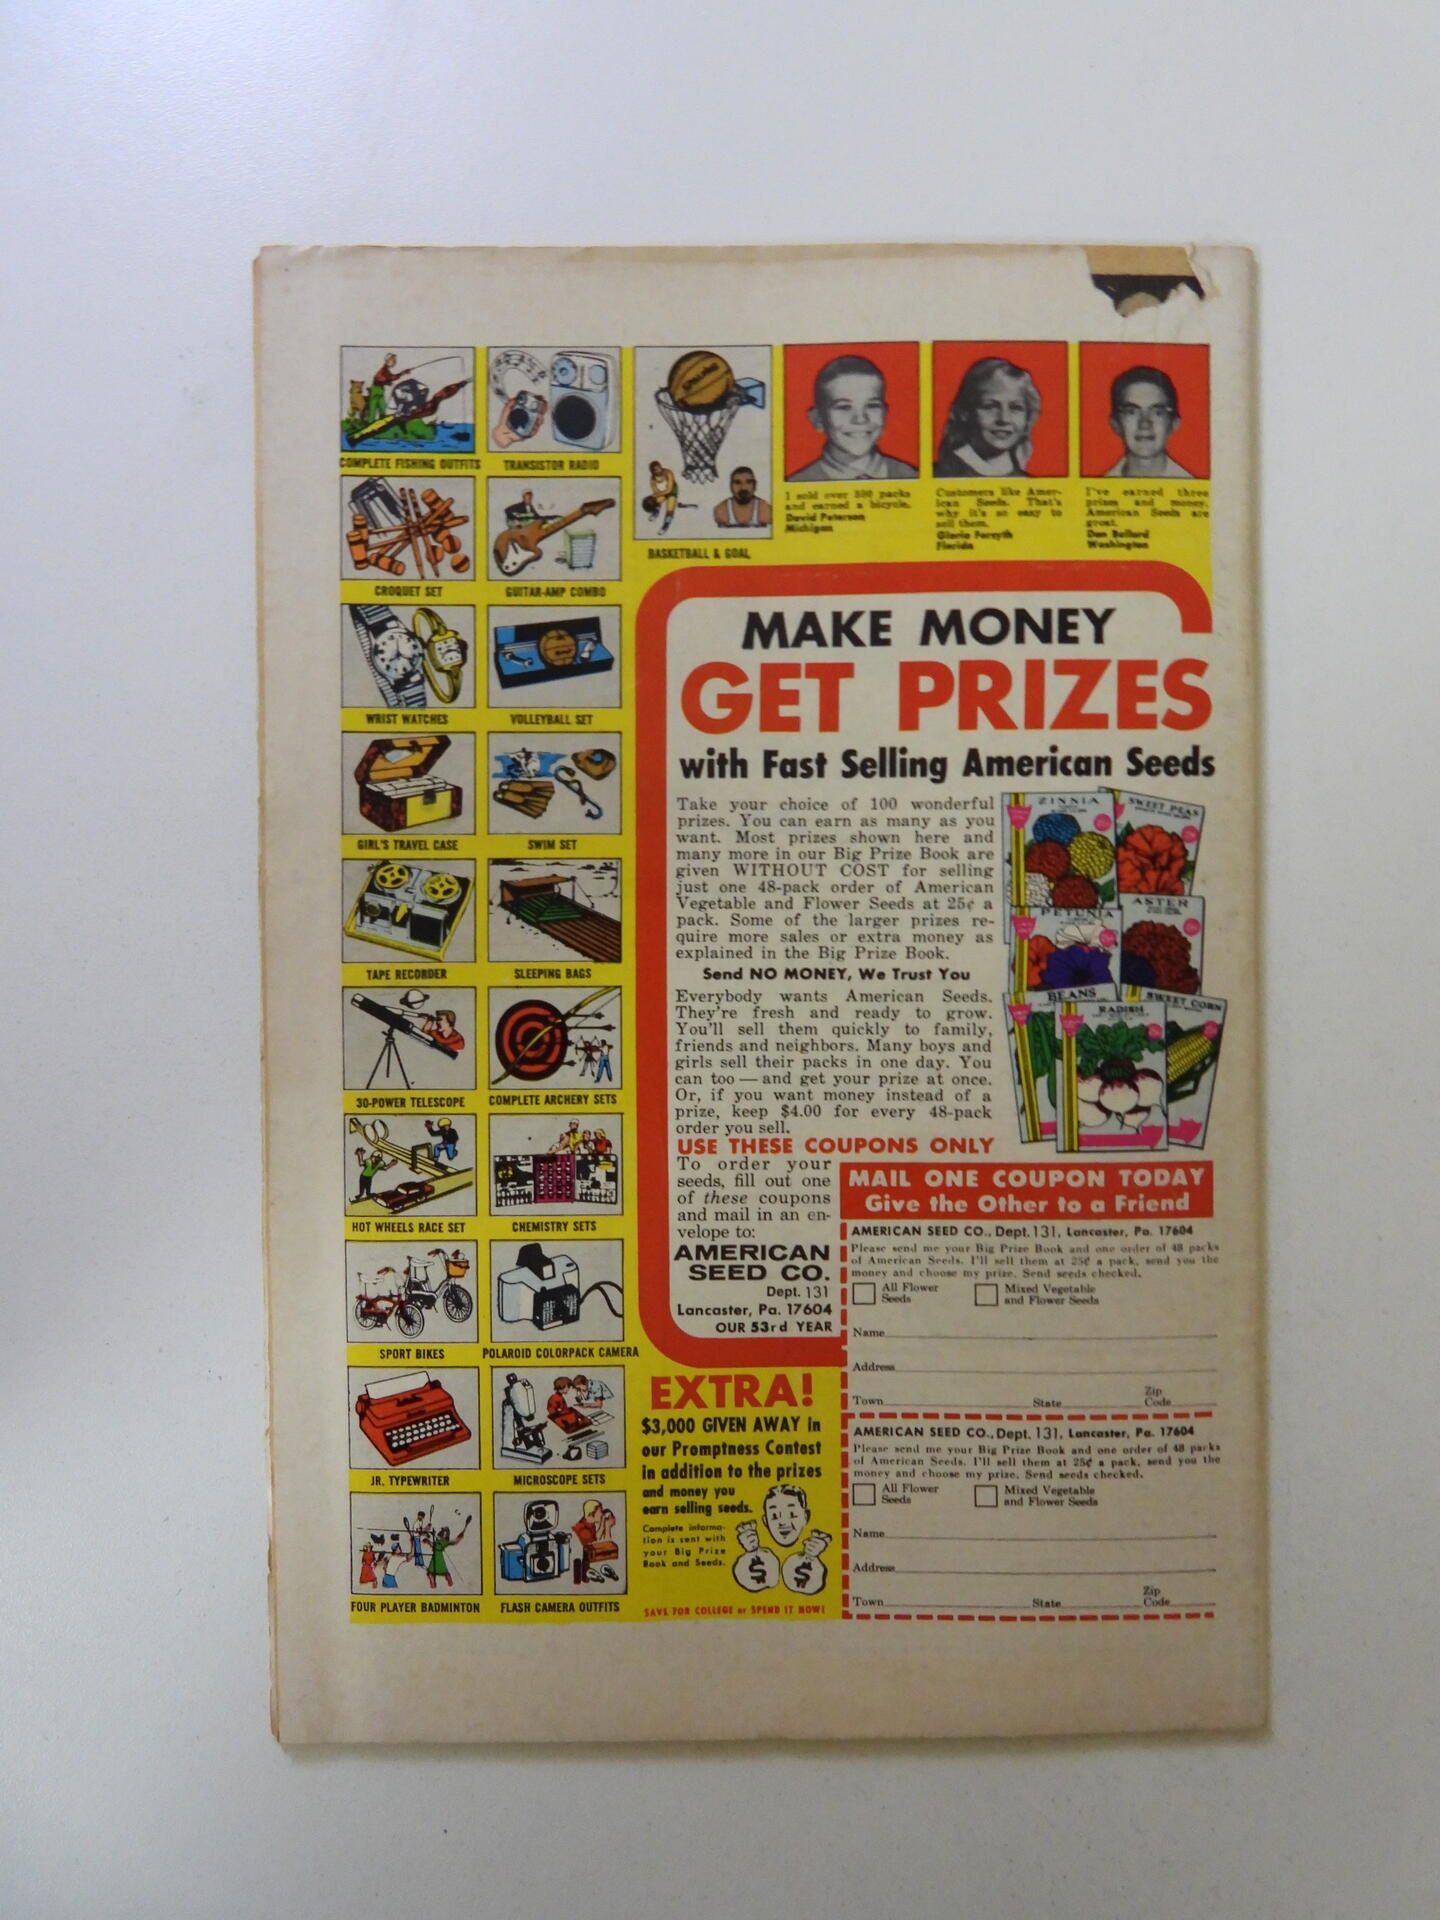 COMPLETE FISHING OUTFITS
TRANSISTOR RADIO
CROQUET SET
GUITAR-AMP COMBO
WRIST WATCHES
VOLLEYBALL SET
GIRL'S TRAVEL CASE
SWIM SET
TAPE RECORDER
SLEEPING BAGS
30-POWER TELESCOPE
COMPLETE ARCHERY SETS
HOT WHEELS RACE SET
CHEMISTRY SETS
SPORT BIKES
POLAROID COLORPACK CAMERA
JR. TYPEWRITER
MICROSCOPE SETS
FOUR PLAYER BADMINTON
FLASH CAMERA OUTFITS
BASKETBALL & GOAL
I sold over 500 packs
and earned a bicycle.
David Peterson
Michigan
Customers like Amer-
ican Seeds. That's
why it's so easy to
sell them.
Gloria Forsyth
Florida
I've earned three
prizes and money.
American Seeds are
great.
Dan Bullard
Washington
MAKE MONEY
GET PRIZES
with Fast Selling American Seeds
Take your choice of 100 wonderful
prizes. You can earn as many as you
want. Most prizes shown here and
many more in our Big Prize Book are
given WITHOUT COST for selling
just one 48-pack order of American
Vegetable and Flower Seeds at 25¢ a
pack. Some of the larger prizes re-
quire more sales or extra money as
explained in the Big Prize Book.
Send NO MONEY, We Trust You
Everybody wants American Seeds.
They're fresh and ready to grow.
You'll sell them quickly to family,
friends and neighbors. Many boys and
girls sell their packs in one day. You
can too — and get your prize at once.
Or, if you want money instead of a
prize, keep $4.00 for every 48-pack
order you sell.
ZINNIA
SWEET PEAS
PETUNIA
ASTER
BEANS
RADISH
SWEET CORN
USE THESE COUPONS ONLY
To order your
seeds, fill out one
of these coupons
and mail in an en-
velope to:
AMERICAN
SEED CO.
Dept. 131
Lancaster, Pa. 17604
OUR 53rd YEAR
MAIL ONE COUPON TODAY
Give the Other to a Friend
AMERICAN SEED CO., Dept. 131, Lancaster, Pa. 17604
Please send me your Big Prize Book and one order of 48 packs
of American Seeds. I'll sell them at 25¢ a pack, send you the
money and choose my prize. Send seeds checked.
All Flower
Seeds
Mixed Vegetable
and Flower Seeds
Name
Address
Town State Zip
Code
AMERICAN SEED CO., Dept. 131, Lancaster, Pa. 17604
Please send me your Big Prize Book and one order of 48 packs
of American Seeds. I'll sell them at 25¢ a pack, send you the
money and choose my prize. Send seeds checked.
All Flower
Seeds
Mixed Vegetable
and Flower Seeds
Name
Address
Town State Zip
Code
EXTRA!
$3,000 GIVEN AWAY in
our Promptness Contest
in addition to the prizes
and money you
earn selling seeds.
Complete informa-
tion is sent with
your Big Prize
Book and Seeds.
$ $
SAVE FOR COLLEGE or SPEND IT NOW!